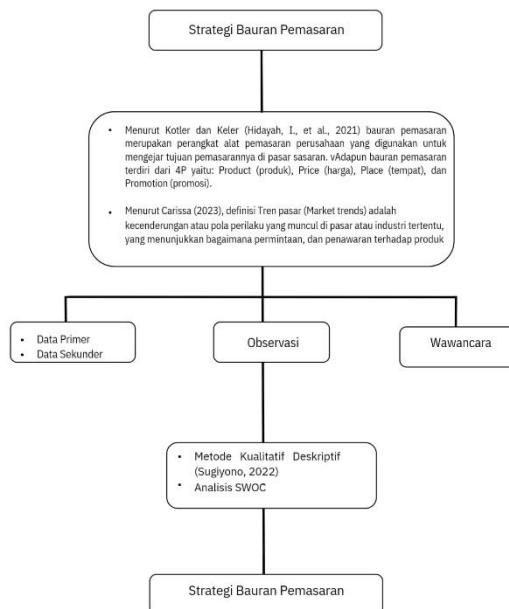 Strategi Bauran Pemasaran
• Menurut Kotler dan Keler (Hidayah, I., et al., 2021) bauran pemasaran
merupakan perangkat alat pemasaran perusahaan yang digunakan untuk
mengejar tujuan pemasarannya di pasar sasaran. vAdapun bauran pemasaran
terdiri dari 4P yaitu: Product (produk), Price (harga), Place (tempat), dan
Promotion (promosi).
• Menurut Carissa (2023), definisi Tren pasar (Market trends) adalah
kecenderungan atau pola perilaku yang muncul di pasar atau industri tertentu,
yang menunjukkan bagaimana permintaan, dan penawaran terhadap produk
• Data Primer
• Data Sekunder
Observasi
Wawancara
• Metode Kualitatif Deskriptif
(Sugiyono, 2022)
• Analisis SWOC
Strategi Bauran Pemasaran